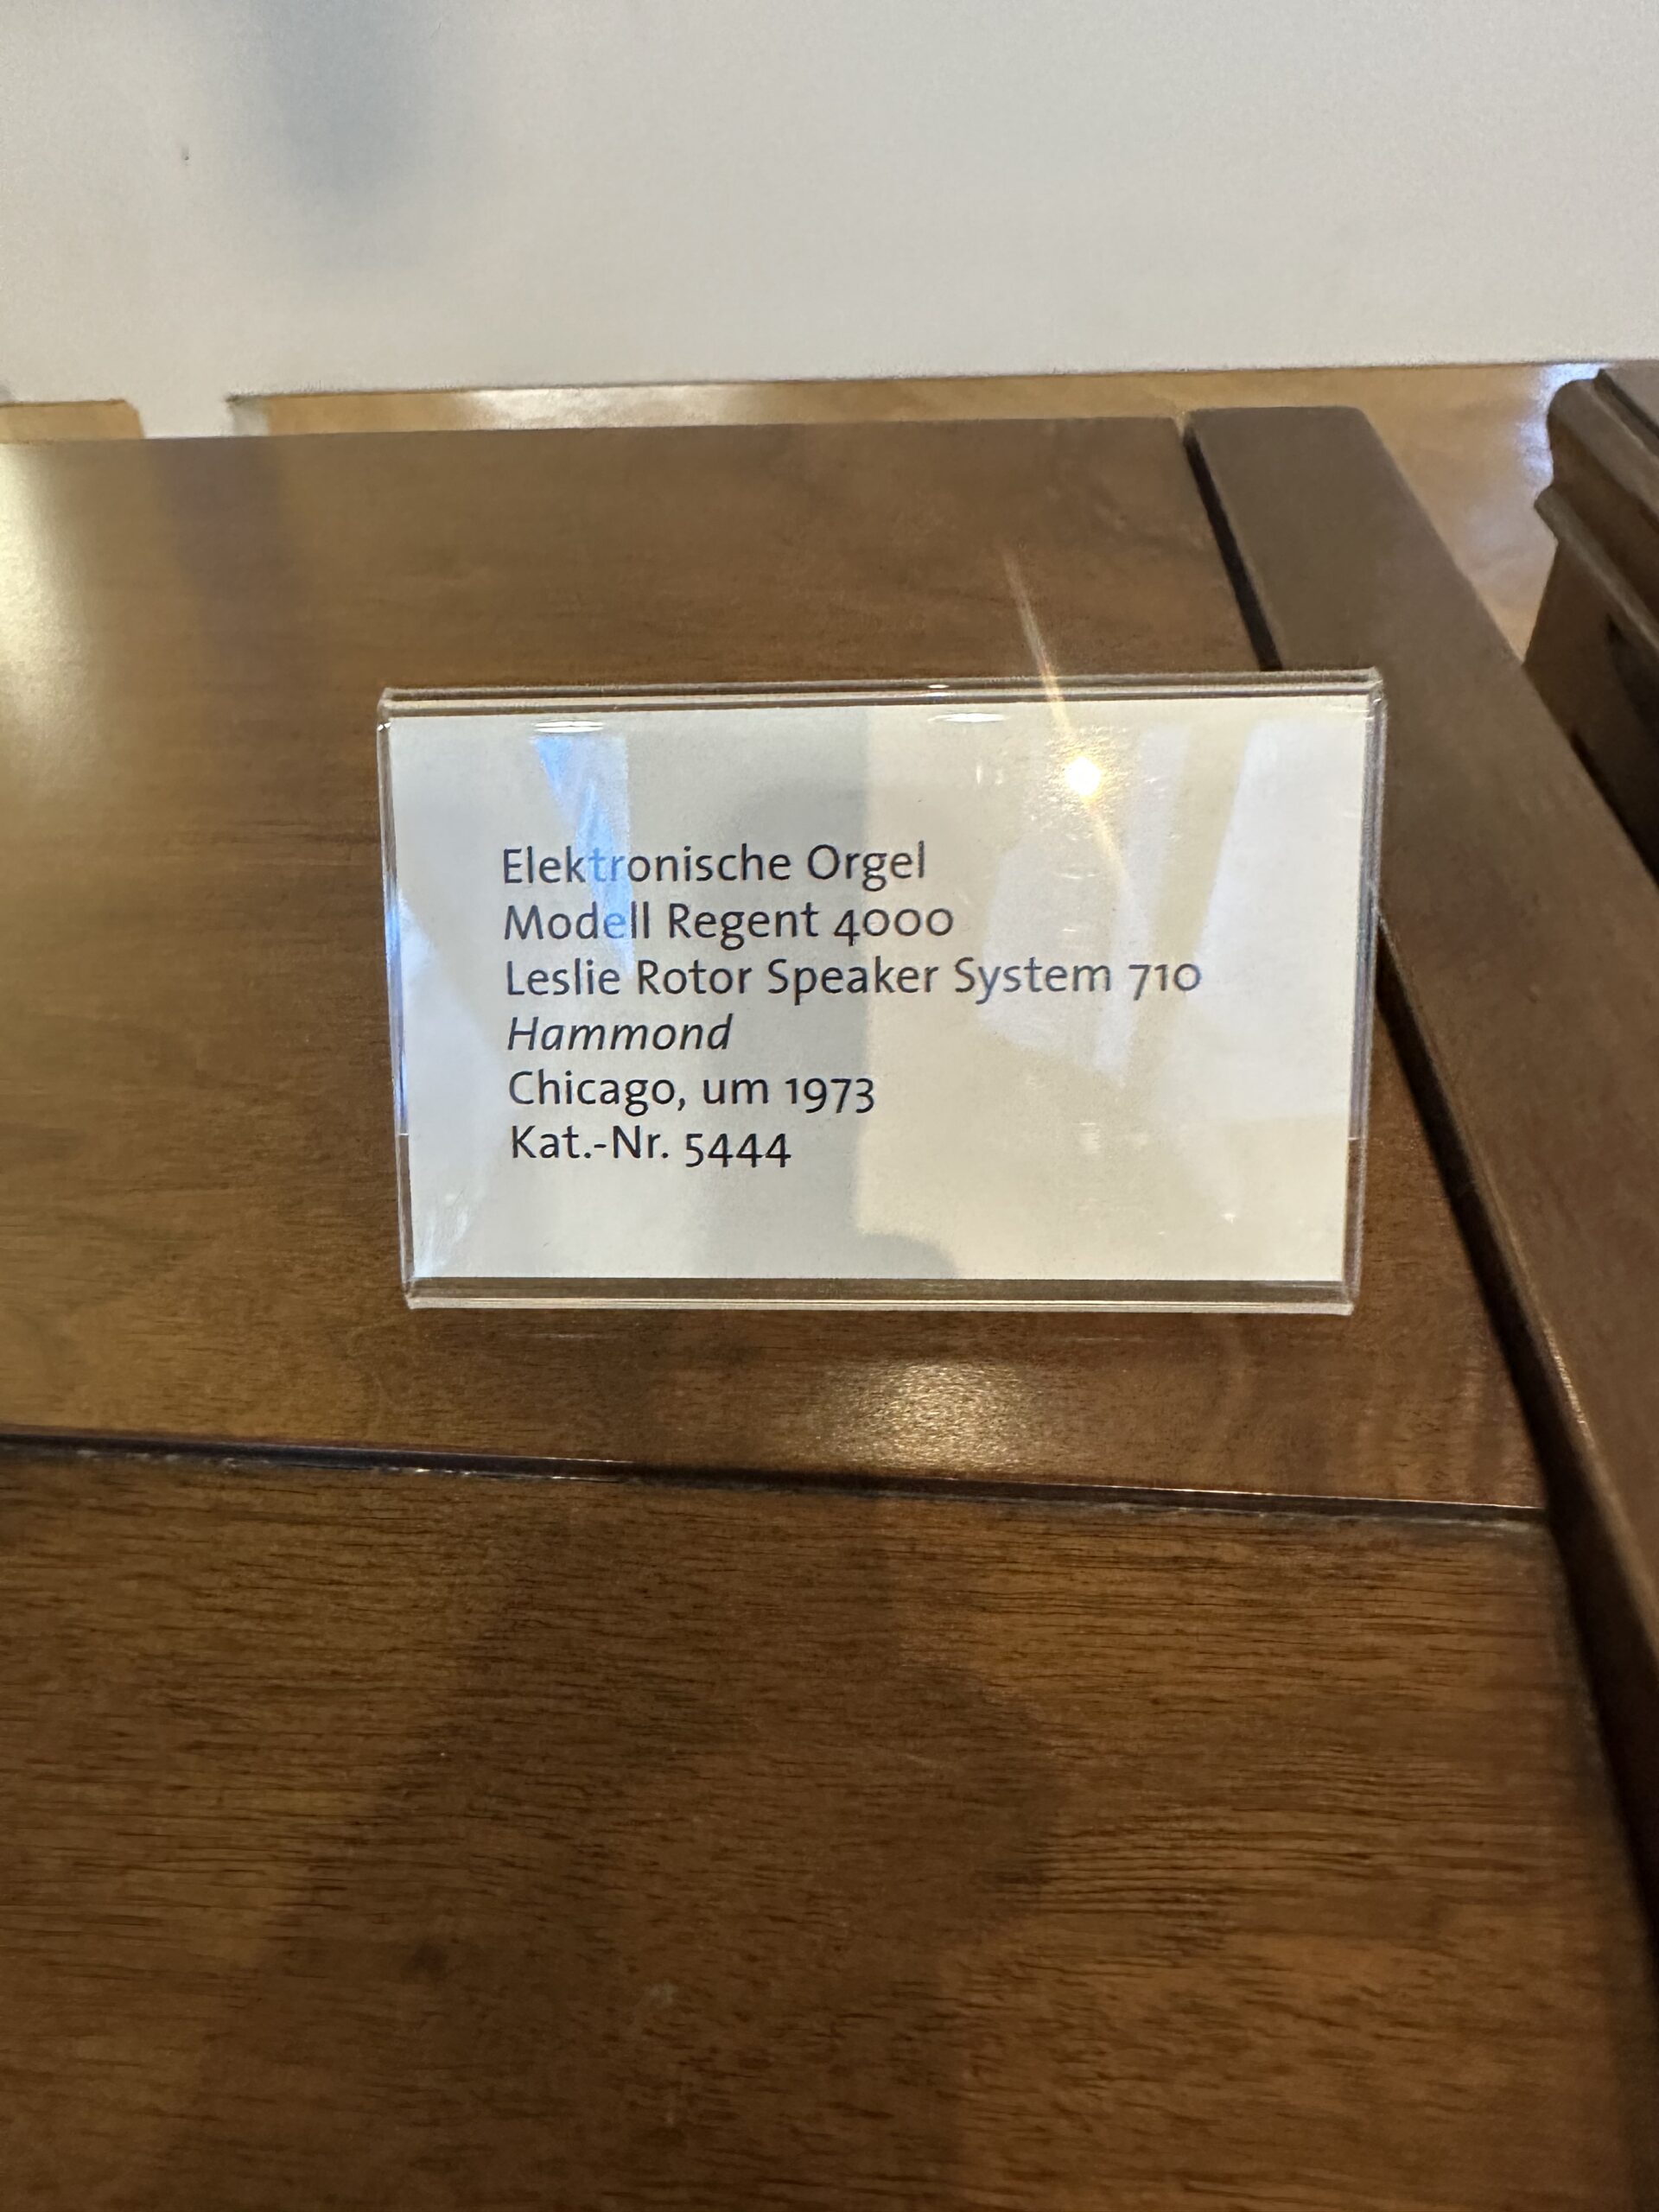 Elektronische Orgel
Modell Regent 4000
Leslie Rotor Speaker System 710
Hammond
Chicago, um 1973
Kat.-Nr. 5444